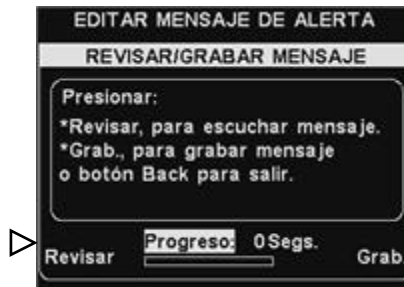 EDITAR MENSAJE DE ALERTA
REVISAR/GRABAR MENSAJE
Presionar:
*Revisar, para escuchar mensaje.
*Grab., para grabar mensaje
o botón Back para salir.
Progreso: 0Segs.
Revisar Grab